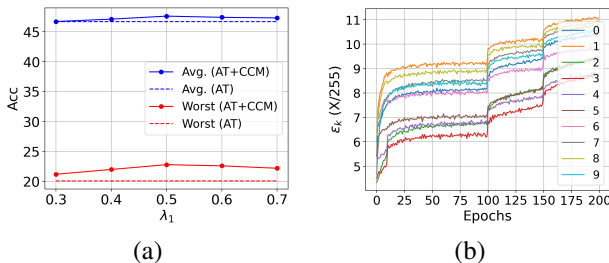 45
40
35
30
25
20
Acc
Avg. (AT+CCM)
Avg. (AT)
Worst (AT+CCM)
Worst (AT)
0.3 0.4 0.5 0.6 0.7
λ₁
(a)
11
10
9
8
7
6
5
εₖ (X/255)
0
1
2
3
4
5
6
7
8
9
0 25 50 75 100 125 150 175 200
Epochs
(b)